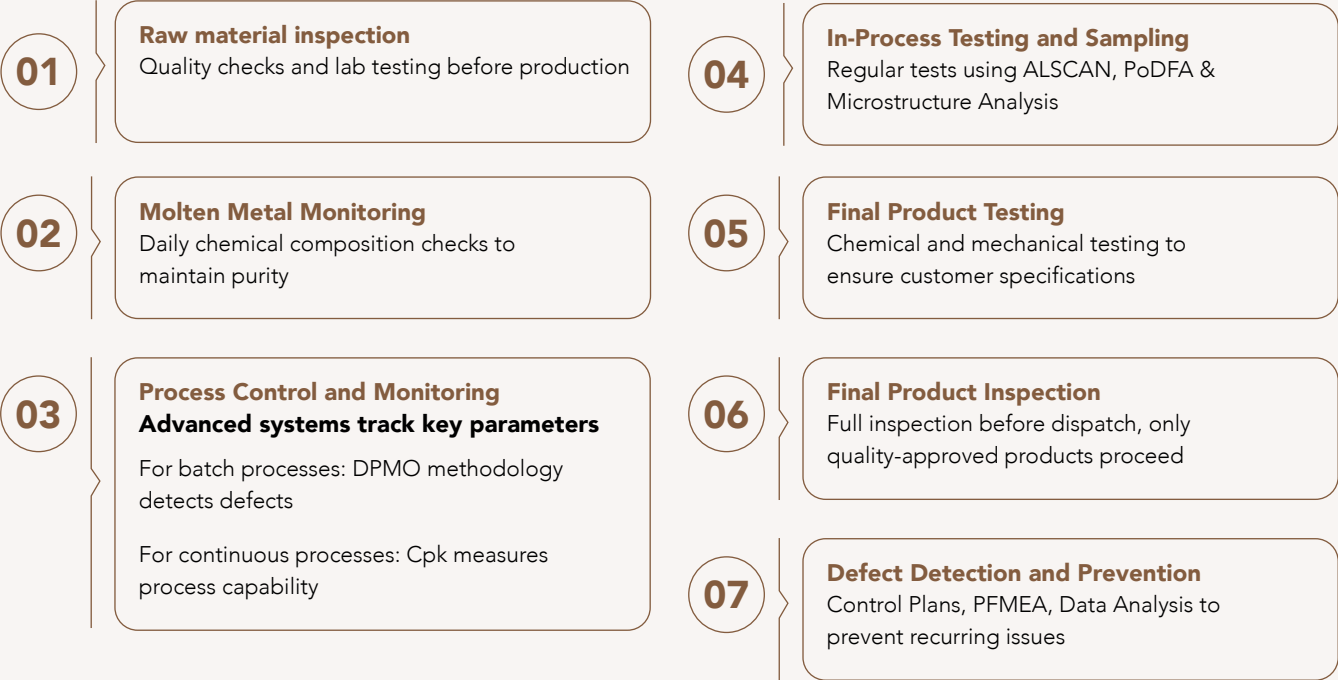 01
Raw material inspection
Quality checks and lab testing before production
02
Molten Metal Monitoring
Daily chemical composition checks to
maintain purity
03
Process Control and Monitoring
Advanced systems track key parameters
For batch processes: DPMO methodology
detects defects
For continuous processes: Cpk measures
process capability
04
In-Process Testing and Sampling
Regular tests using ALSCAN, PoDFA &
Microstructure Analysis
05
Final Product Testing
Chemical and mechanical testing to
ensure customer specifications
06
Final Product Inspection
Full inspection before dispatch, only
quality-approved products proceed
07
Defect Detection and Prevention
Control Plans, PFMEA, Data Analysis to
prevent recurring issues